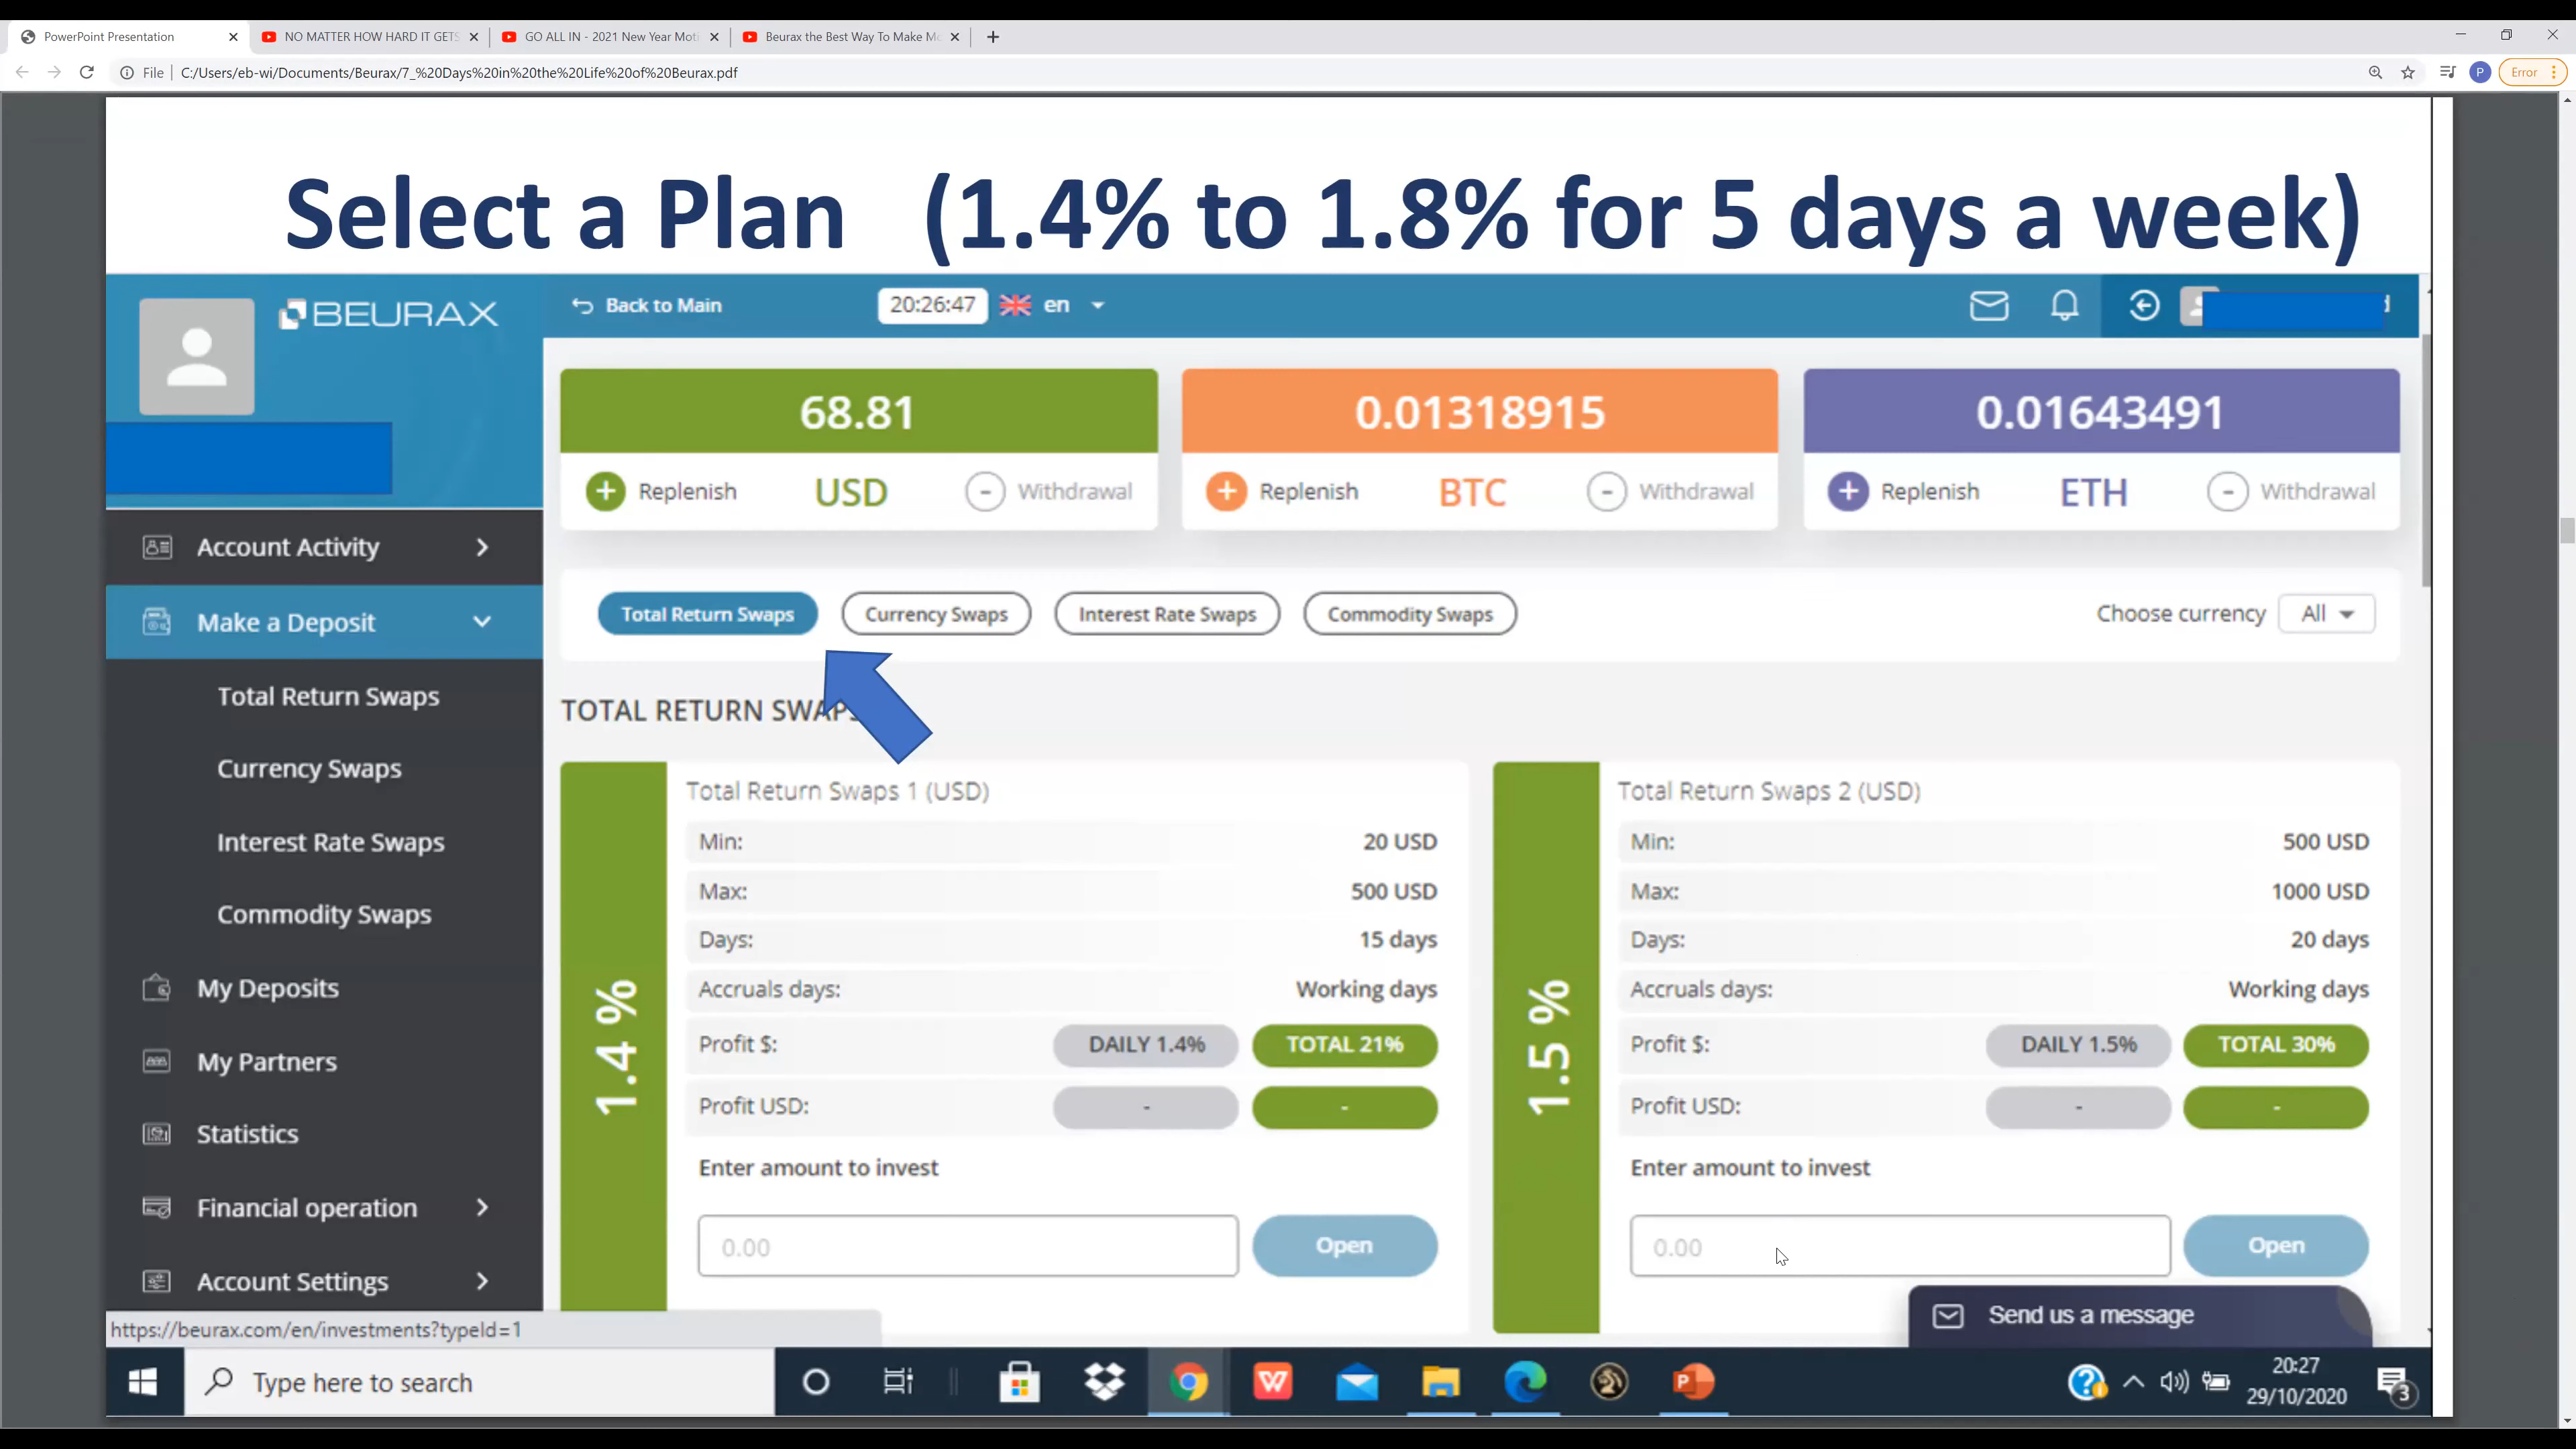 PowerPoint Presentation
NO MATTER HOW HARD IT GETS
GO ALL IN - 2021 New Year Moti
Beurax the Best Way To Make Mo
File
C:/Users/eb-wi/Documents/Beurax/7_%20Days%20in%20the%20Life%20of%20Beurax.pdf
P
Error
Select a Plan (1.4% to 1.8% for 5 days a week)
BEURAX
Back to Main
20:26:47
en
68.81
0.01318915
0.01643491
Replenish USD Withdrawal
Replenish BTC Withdrawal
Replenish ETH Withdrawal
Account Activity
Make a Deposit
Total Return Swaps
Currency Swaps
Interest Rate Swaps
Commodity Swaps
My Deposits
My Partners
Statistics
Financial operation
Account Settings
Total Return Swaps
Currency Swaps
Interest Rate Swaps
Commodity Swaps
Choose currency
All
TOTAL RETURN SWAPS
1.4 %
Total Return Swaps 1 (USD)
Min: 20 USD
Max: 500 USD
Days: 15 days
Accruals days: Working days
Profit $: DAILY 1.4% TOTAL 21%
Profit USD: - -
Enter amount to invest
0.00
Open
1.5 %
Total Return Swaps 2 (USD)
Min: 500 USD
Max: 1000 USD
Days: 20 days
Accruals days: Working days
Profit $: DAILY 1.5% TOTAL 30%
Profit USD: - -
Enter amount to invest
0.00
Open
Send us a message
https://beurax.com/en/investments?typeId=1
Type here to search
20:27
29/10/2020
3